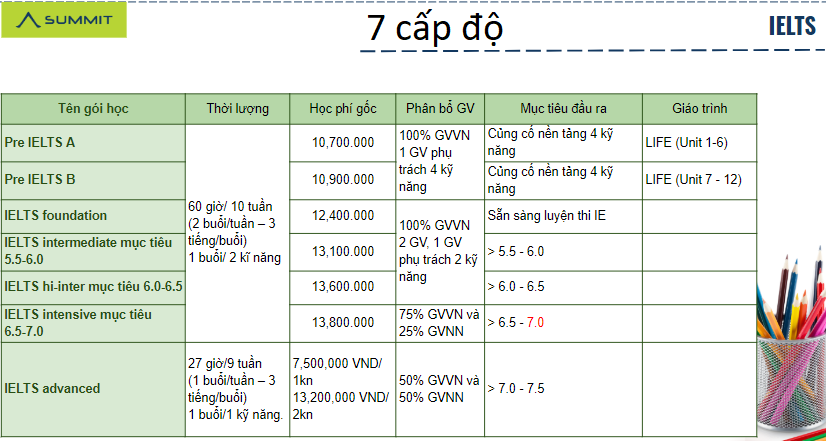 SUMMIT
7 cấp độ
IELTS
Tên gói học
Thời lượng
Học phí gốc
Phân bổ GV
Mục tiêu đầu ra
Giáo trình
Pre IELTS A
60 giờ/ 10 tuần
(2 buổi/tuần – 3
tiếng/buổi)
1 buổi/ 2 kĩ năng
10,700.000
100% GVVN
1 GV phụ
trách 4 kỹ
năng
Củng cố nền tảng 4 kỹ
năng
LIFE (Unit 1-6)
Pre IELTS B
10,900.000
Củng cố nền tảng 4 kỹ
năng
LIFE (Unit 7 - 12)
IELTS foundation
12,400.000
100% GVVN
2 GV, 1 GV
phụ trách 2 kỹ
năng
Sẵn sàng luyện thi IE
IELTS intermediate mục tiêu
5.5-6.0
13,100.000
> 5.5 - 6.0
IELTS hi-inter mục tiêu 6.0-6.5
13,600.000
> 6.0 - 6.5
IELTS intensive mục tiêu
6.5-7.0
13,800.000
75% GVVN và
25% GVNN
> 6.5 - 7.0
IELTS advanced
27 giờ/9 tuần
(1 buổi/tuần – 3
tiếng/buổi)
1 buổi/1 kỹ năng.
7,500,000 VND/
1kn
13,200,000 VND/
2kn
50% GVVN và
50% GVNN
> 7.0 - 7.5